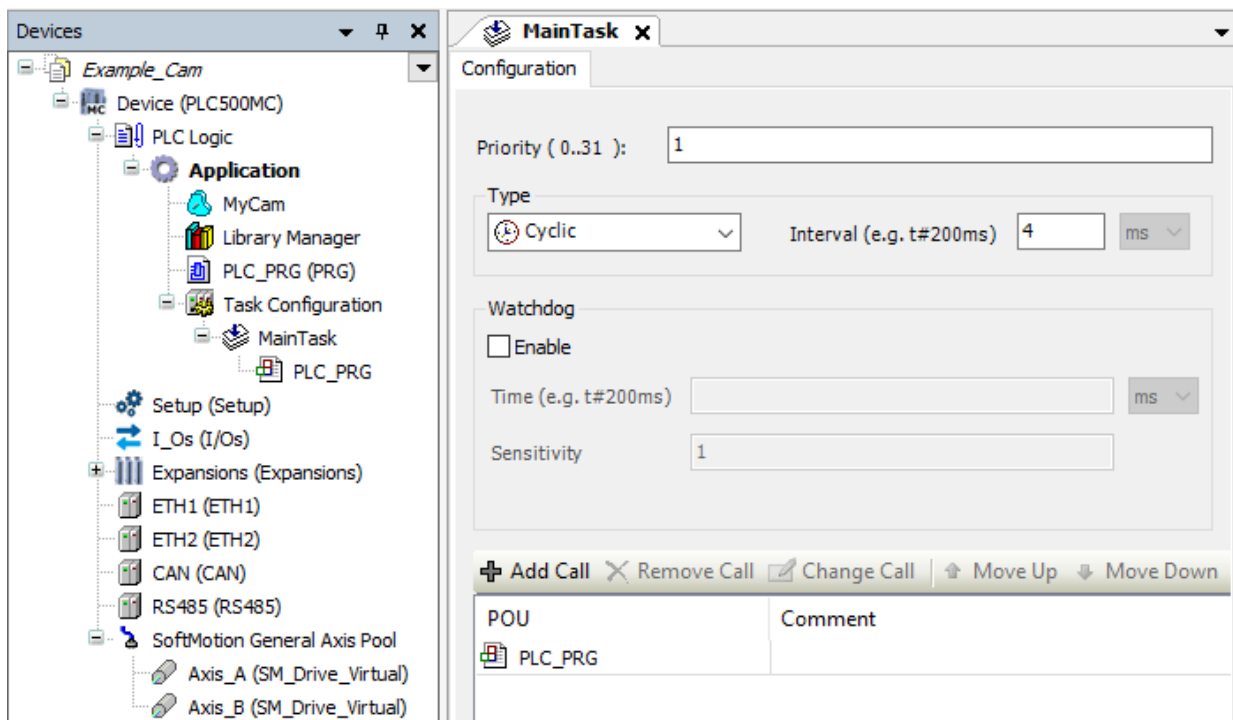 Devices
Example_Cam
Device (PLC500MC)
PLC Logic
Application
MyCam
Library Manager
PLC_PRG (PRG)
Task Configuration
MainTask
PLC_PRG
Setup (Setup)
I_Os (I/Os)
Expansions (Expansions)
ETH1 (ETH1)
ETH2 (ETH2)
CAN (CAN)
RS485 (RS485)
SoftMotion General Axis Pool
Axis_A (SM_Drive_Virtual)
Axis_B (SM_Drive_Virtual)
MainTask
Configuration
Priority ( 0..31 ): 1
Type
Cyclic Interval (e.g. t#200ms) 4 ms
Watchdog
Enable
Time (e.g. t#200ms) ms
Sensitivity 1
Add Call Remove Call Change Call Move Up Move Down
POU Comment
PLC_PRG